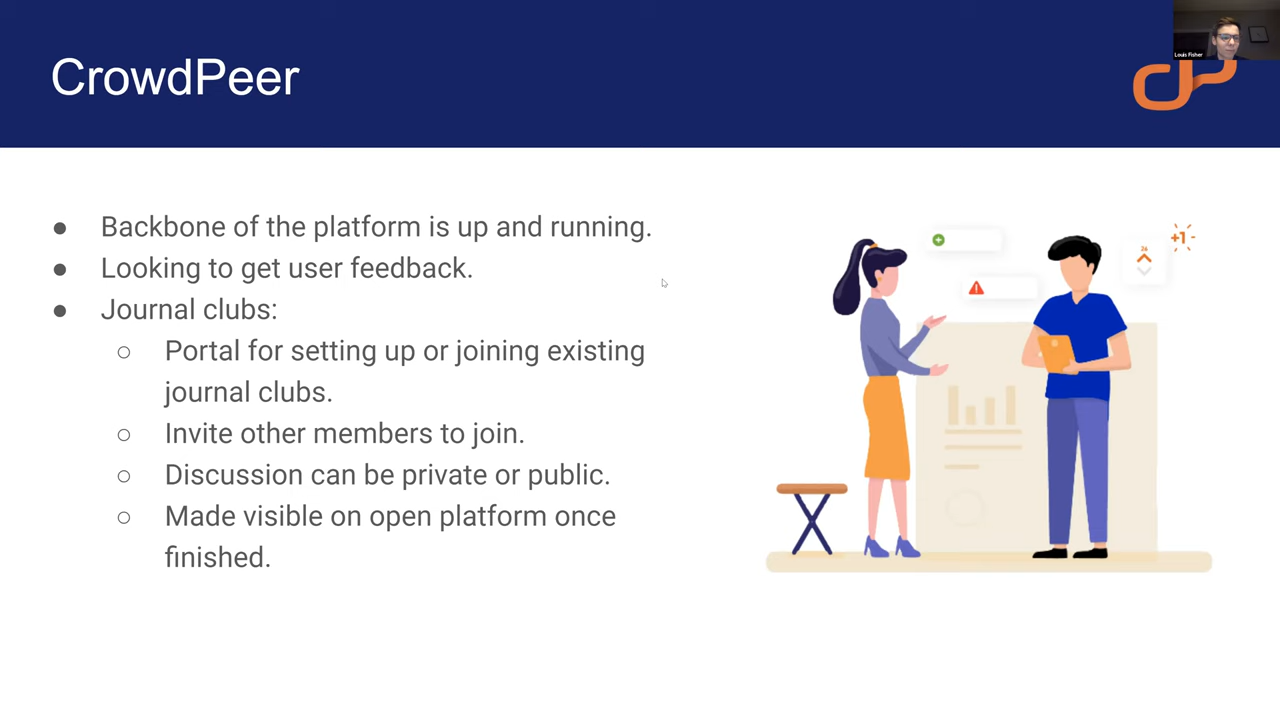 CrowdPeer
Louis Fisher
● Backbone of the platform is up and running.
● Looking to get user feedback.
● Journal clubs:
○ Portal for setting up or joining existing
journal clubs.
○ Invite other members to join.
○ Discussion can be private or public.
○ Made visible on open platform once
finished.
26
+1